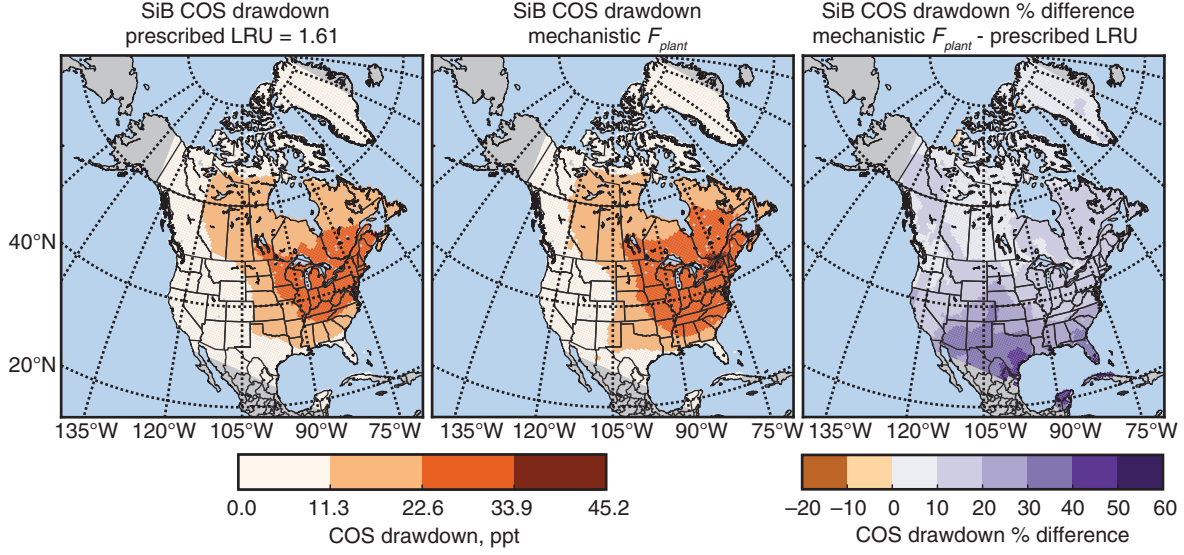 SiB COS drawdown
prescribed LRU = 1.61
SiB COS drawdown
mechanistic F_plant
SiB COS drawdown % difference
mechanistic F_plant - prescribed LRU
40°N
20°N
135°W 120°W 105°W 90°W 75°W
135°W 120°W 105°W 90°W 75°W
135°W 120°W 105°W 90°W 75°W
0.0 11.3 22.6 33.9 45.2
COS drawdown, ppt
−20 −10 0 10 20 30 40 50 60
COS drawdown % difference